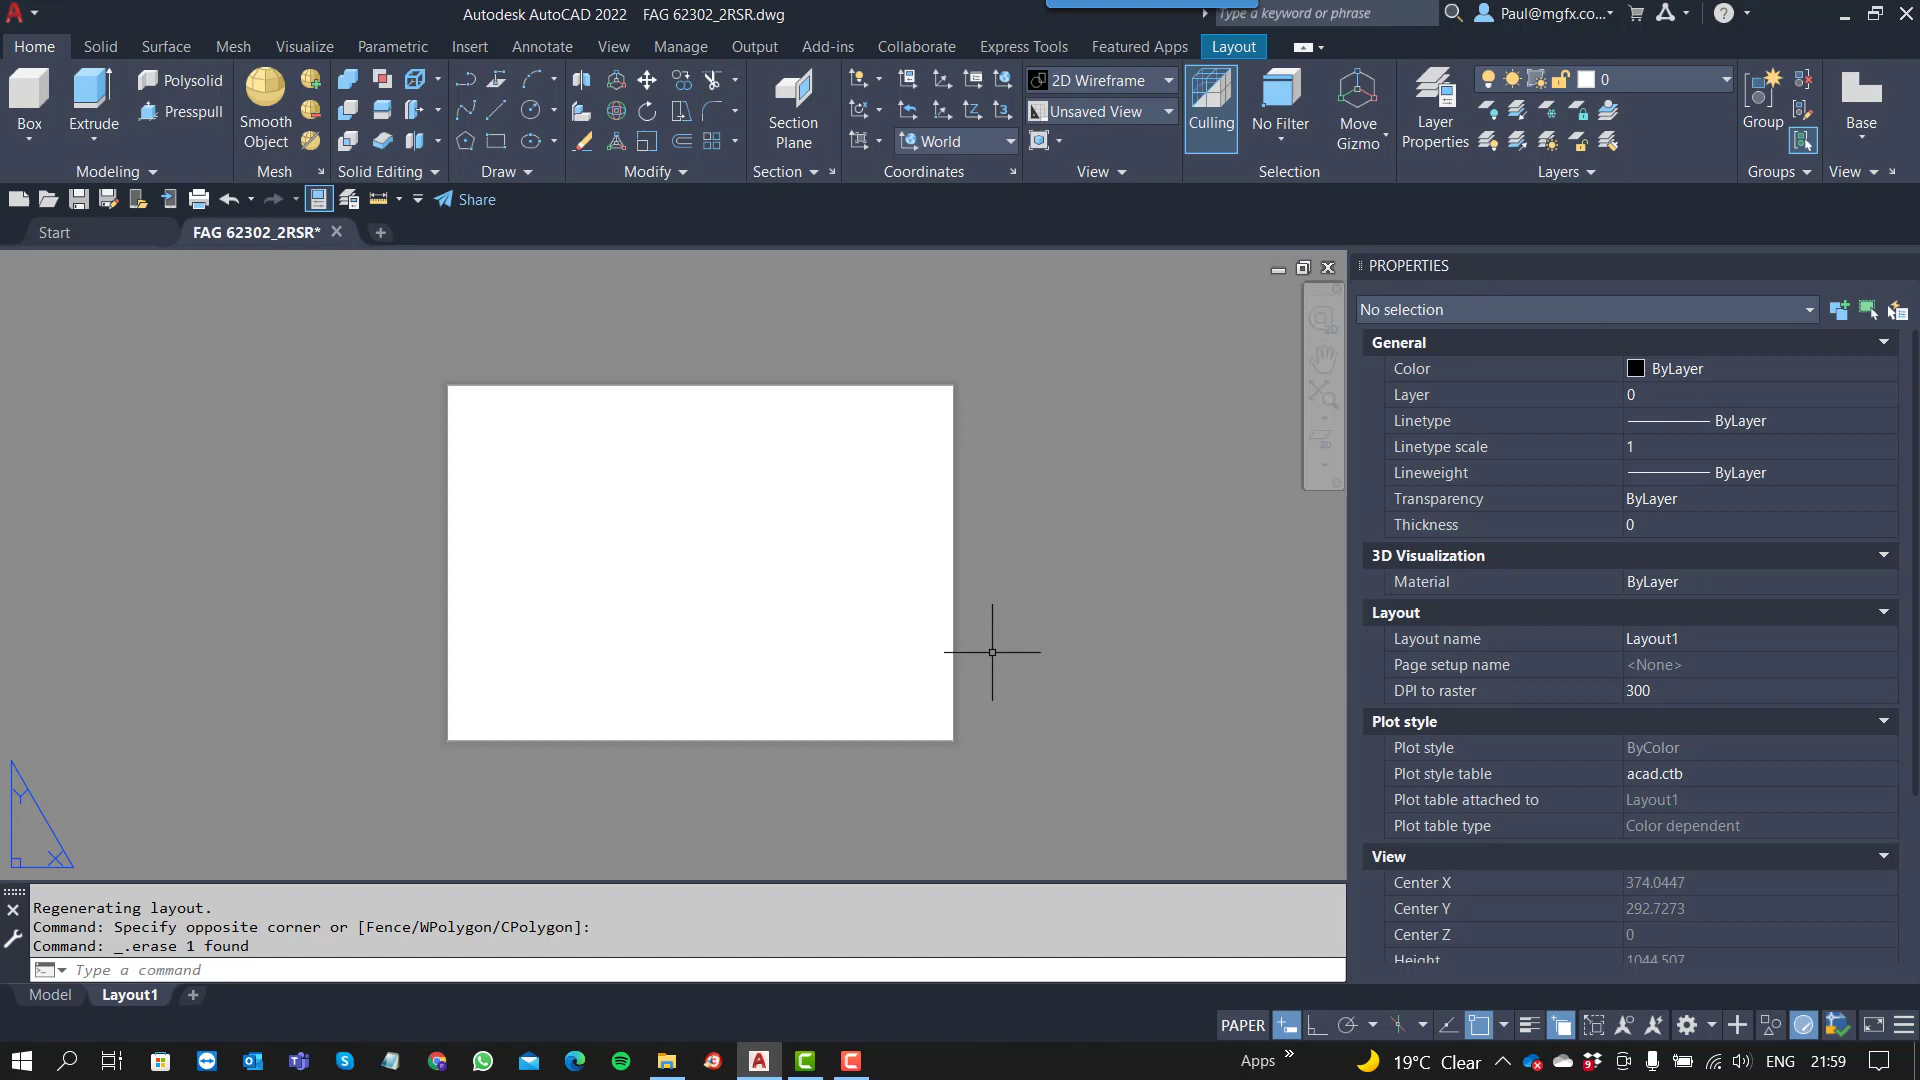 Autodesk AutoCAD 2022 FAG 62302_2RSR.dwg
Type a keyword or phrase
Paul@mgfx.co...
Home Solid Surface Mesh Visualize Parametric Insert Annotate View Manage Output Add-ins Collaborate Express Tools Featured Apps Layout
Box
Extrude
Polysolid
Presspull
Smooth
Object
Section
Plane
World
2D Wireframe
Unsaved View
Culling
No Filter
Move
Gizmo
Layer
Properties
0
Group
Base
Modeling Mesh Solid Editing Draw Modify Section Coordinates View Selection Layers Groups View
Share
Start
FAG 62302_2RSR*
PROPERTIES
No selection
General
Color ByLayer
Layer 0
Linetype ByLayer
Linetype scale 1
Lineweight ByLayer
Transparency ByLayer
Thickness 0
3D Visualization
Material ByLayer
Layout
Layout name Layout1
Page setup name <None>
DPI to raster 300
Plot style
Plot style ByColor
Plot style table acad.ctb
Plot table attached to Layout1
Plot table type Color dependent
View
Center X 374.0447
Center Y 292.7273
Center Z 0
Height 1044.507
Y
X
Regenerating layout.
Command: Specify opposite corner or [Fence/WPolygon/CPolygon]:
Command: _.erase 1 found
Type a command
Model Layout1
PAPER
Apps
19°C Clear
ENG
21:59